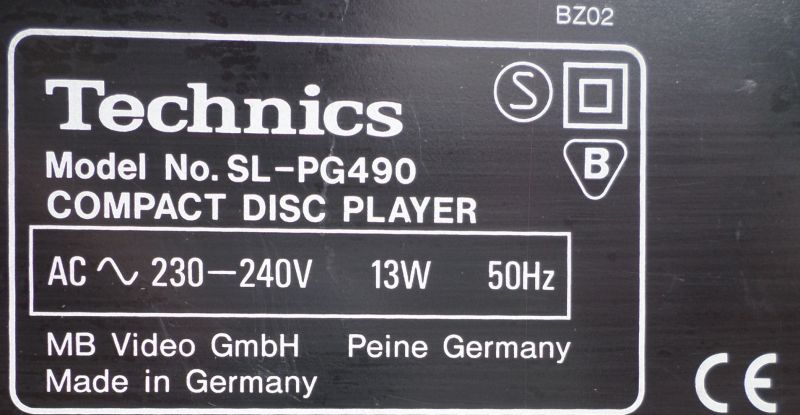 BZ02
Technics
S
Model No. SL-PG490
B
COMPACT DISC PLAYER
AC ∿ 230-240V 13W 50Hz
MB Video GmbH Peine Germany
Made in Germany
CE